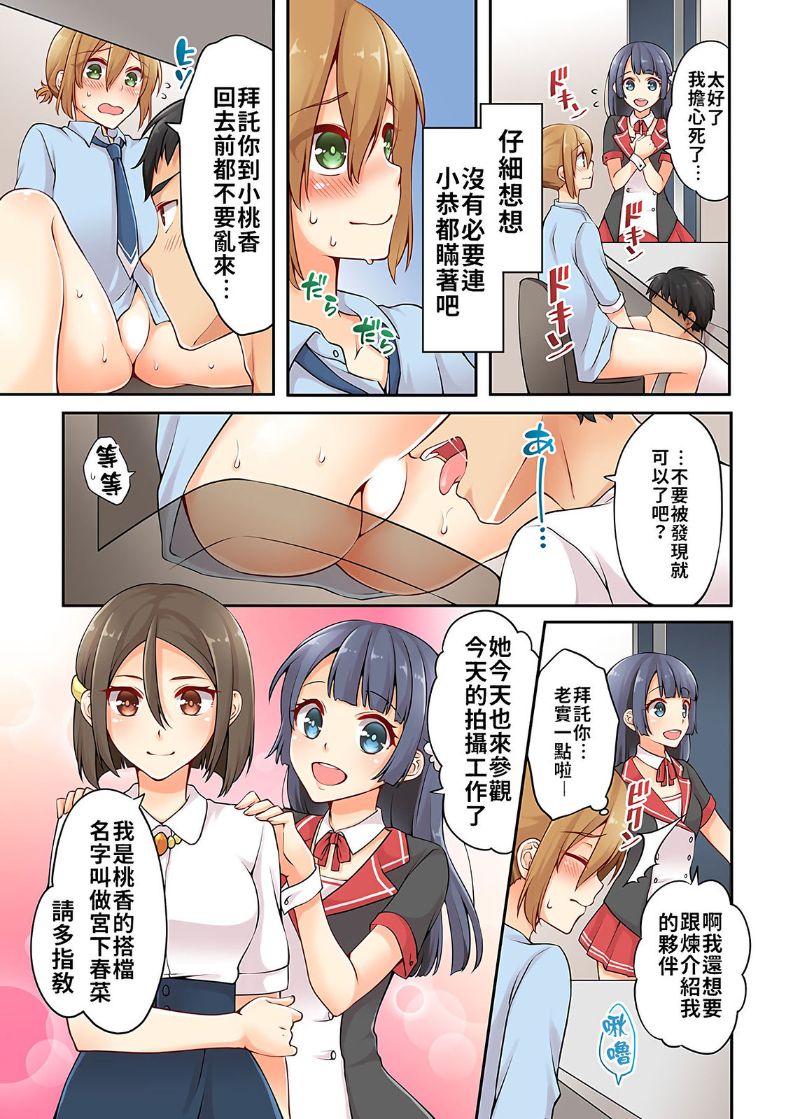 太好了
我擔心死了…
ドキン
ドキン
仔細想想
沒有必要連
小恭都瞞著吧
だら
だら
拜託你到小桃香
回去前都不要亂來…
…不要被發現就
可以了吧？
あ——…
等等
拜託你…
老實一點啦—
ドキン
啊我還想要
跟煉介紹我
的夥伴
啾嚕
她今天也來參觀
今天的拍攝工作了
我是桃香的搭檔
名字叫做宮下春菜
請多指教